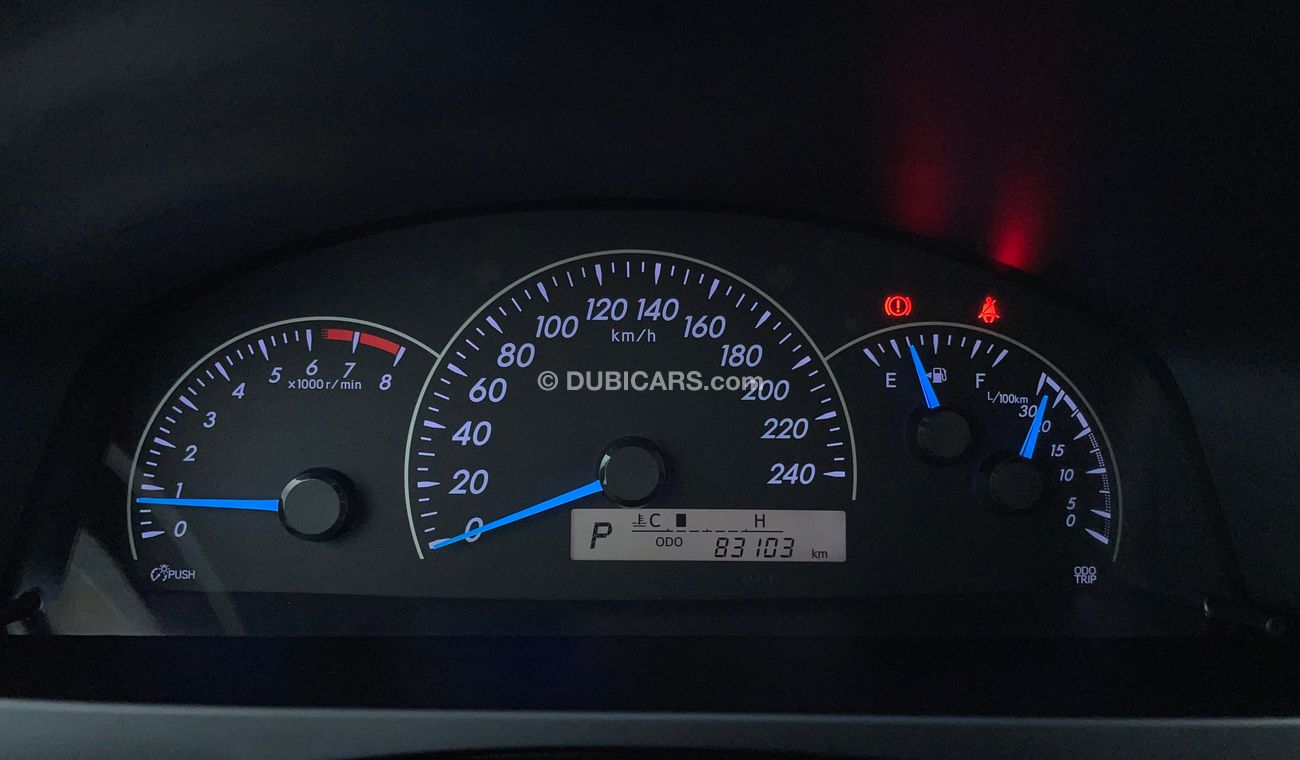 0 1 2 3 4 5 6 7 8
x1000 r/min
PUSH
0 20 40 60 80 100 120 140 160 180 200 220 240
km/h
© DUBICARS.com
P
C H
ODO 83103 km
E F
L/100km
30 20 15 10 5 0
ODO
TRIP